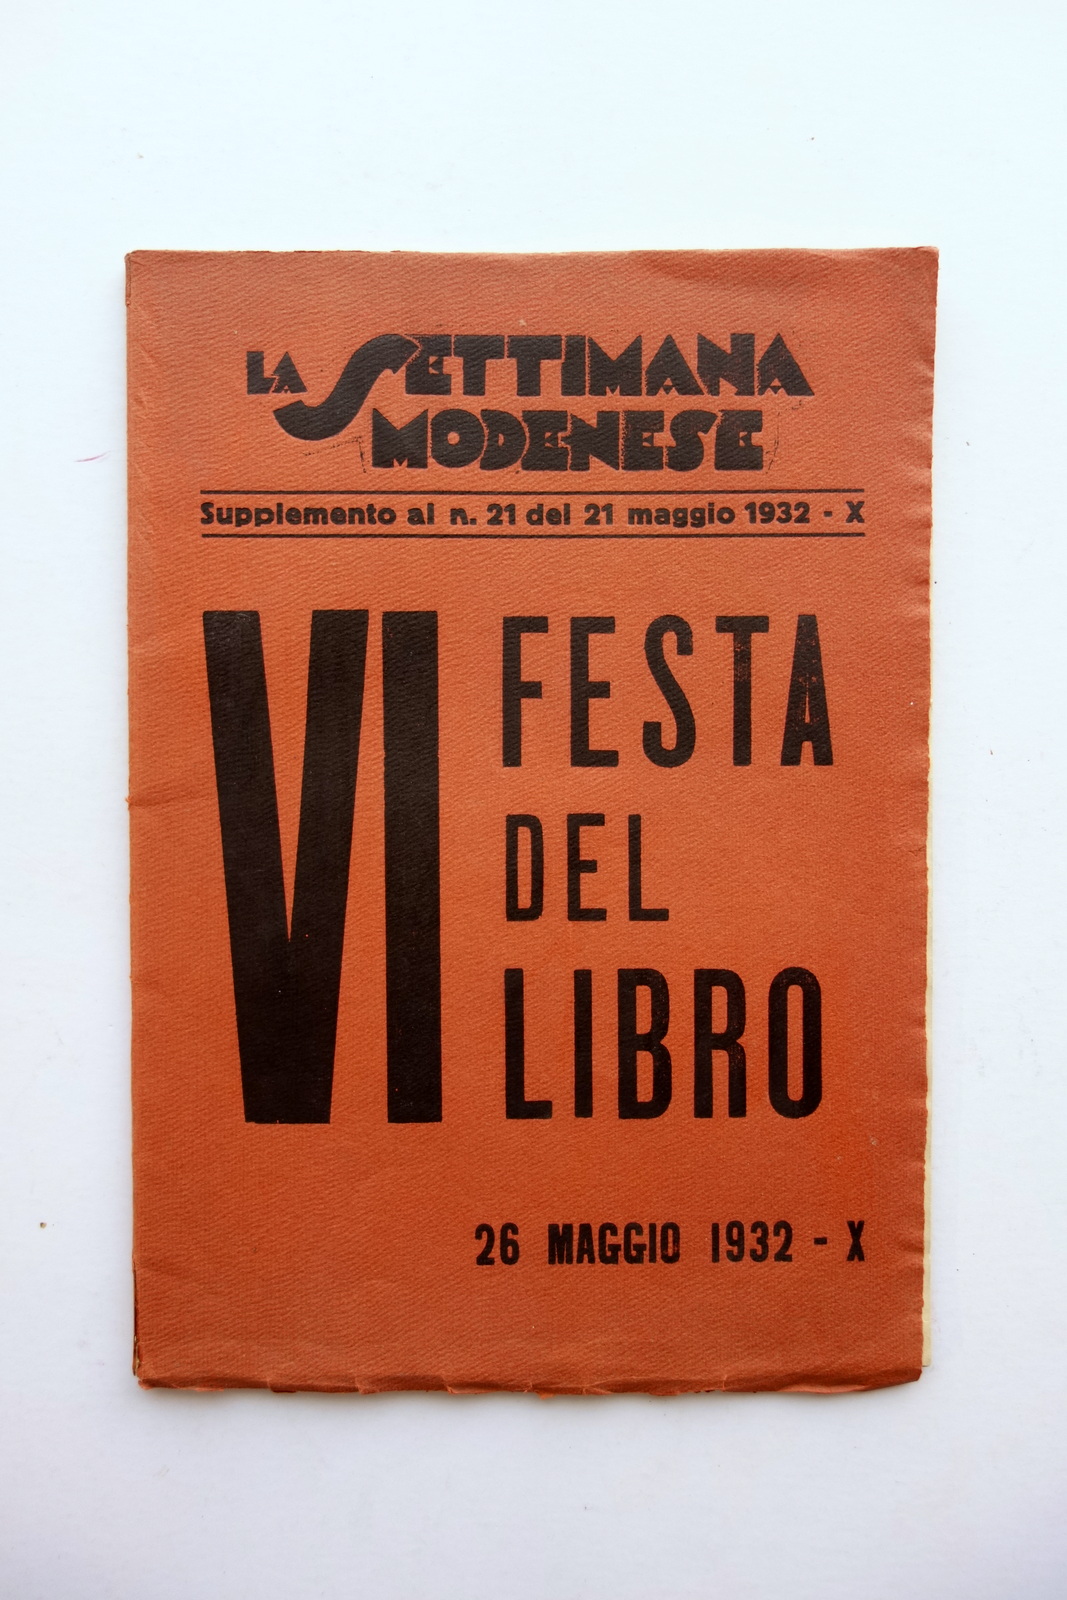 LA SETTIMANA
MODENESE
Supplemento al n. 21 del 21 maggio 1932 - X
VI
FESTA
DEL
LIBRO
26 MAGGIO 1932 - X